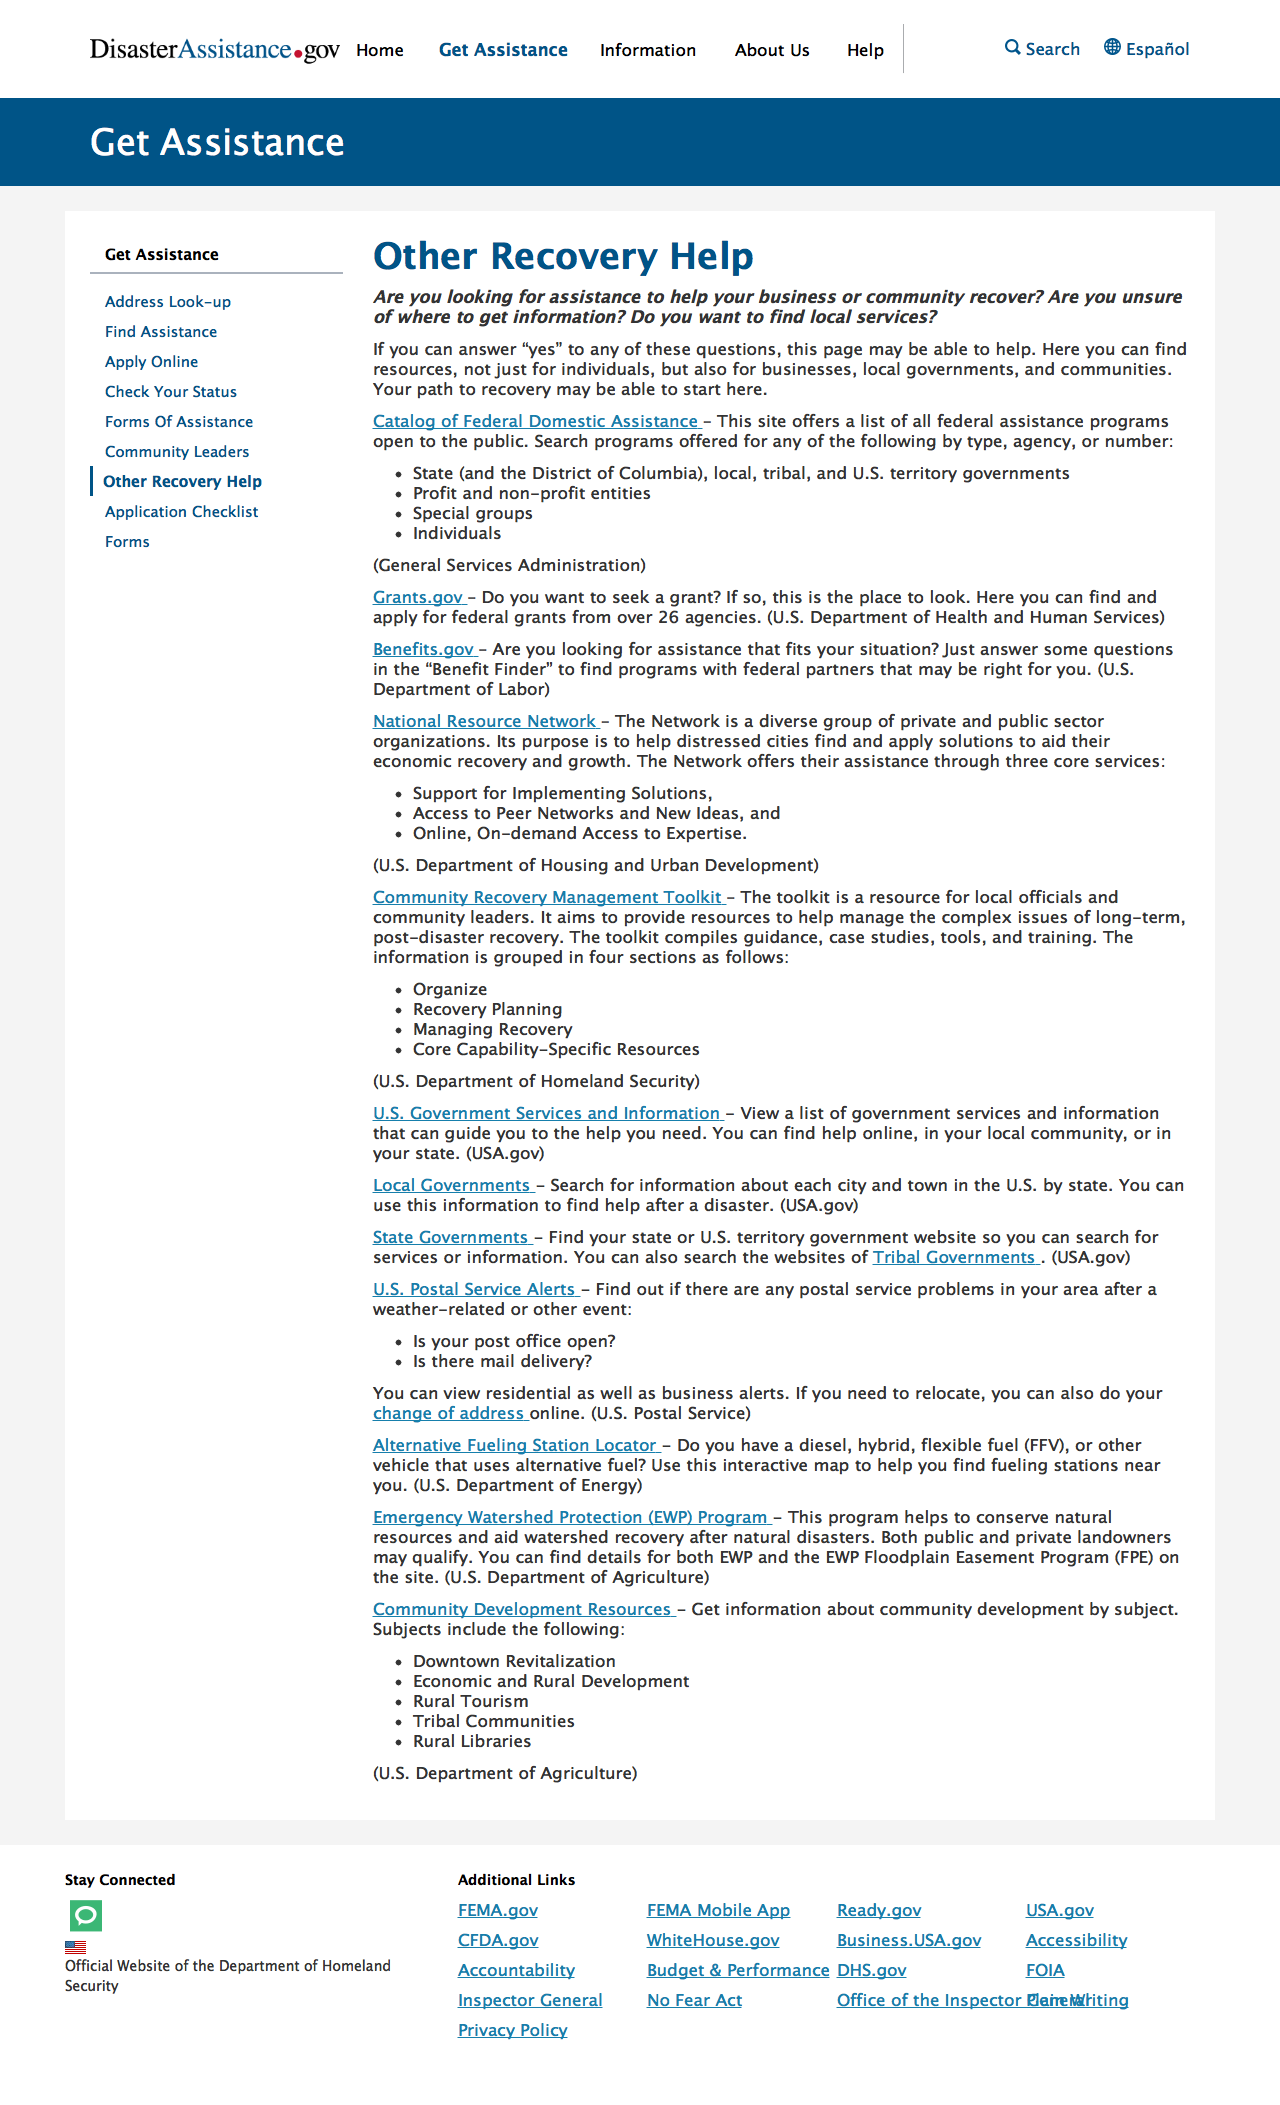 DisasterAssistance.gov Home Get Assistance Information About Us Help Search Español
Get Assistance
Get Assistance
Address Look-up
Find Assistance
Apply Online
Check Your Status
Forms Of Assistance
Community Leaders
Other Recovery Help
Application Checklist
Forms
Other Recovery Help
Are you looking for assistance to help your business or community recover? Are you unsure
of where to get information? Do you want to find local services?
If you can answer “yes” to any of these questions, this page may be able to help. Here you can find
resources, not just for individuals, but also for businesses, local governments, and communities.
Your path to recovery may be able to start here.
Catalog of Federal Domestic Assistance – This site offers a list of all federal assistance programs
open to the public. Search programs offered for any of the following by type, agency, or number:
• State (and the District of Columbia), local, tribal, and U.S. territory governments
• Profit and non-profit entities
• Special groups
• Individuals
(General Services Administration)
Grants.gov – Do you want to seek a grant? If so, this is the place to look. Here you can find and
apply for federal grants from over 26 agencies. (U.S. Department of Health and Human Services)
Benefits.gov – Are you looking for assistance that fits your situation? Just answer some questions
in the “Benefit Finder” to find programs with federal partners that may be right for you. (U.S.
Department of Labor)
National Resource Network – The Network is a diverse group of private and public sector
organizations. Its purpose is to help distressed cities find and apply solutions to aid their
economic recovery and growth. The Network offers their assistance through three core services:
• Support for Implementing Solutions,
• Access to Peer Networks and New Ideas, and
• Online, On-demand Access to Expertise.
(U.S. Department of Housing and Urban Development)
Community Recovery Management Toolkit – The toolkit is a resource for local officials and
community leaders. It aims to provide resources to help manage the complex issues of long-term,
post-disaster recovery. The toolkit compiles guidance, case studies, tools, and training. The
information is grouped in four sections as follows:
• Organize
• Recovery Planning
• Managing Recovery
• Core Capability-Specific Resources
(U.S. Department of Homeland Security)
U.S. Government Services and Information – View a list of government services and information
that can guide you to the help you need. You can find help online, in your local community, or in
your state. (USA.gov)
Local Governments – Search for information about each city and town in the U.S. by state. You can
use this information to find help after a disaster. (USA.gov)
State Governments – Find your state or U.S. territory government website so you can search for
services or information. You can also search the websites of Tribal Governments . (USA.gov)
U.S. Postal Service Alerts – Find out if there are any postal service problems in your area after a
weather-related or other event:
• Is your post office open?
• Is there mail delivery?
You can view residential as well as business alerts. If you need to relocate, you can also do your
change of address online. (U.S. Postal Service)
Alternative Fueling Station Locator – Do you have a diesel, hybrid, flexible fuel (FFV), or other
vehicle that uses alternative fuel? Use this interactive map to help you find fueling stations near
you. (U.S. Department of Energy)
Emergency Watershed Protection (EWP) Program – This program helps to conserve natural
resources and aid watershed recovery after natural disasters. Both public and private landowners
may qualify. You can find details for both EWP and the EWP Floodplain Easement Program (FPE) on
the site. (U.S. Department of Agriculture)
Community Development Resources – Get information about community development by subject.
Subjects include the following:
• Downtown Revitalization
• Economic and Rural Development
• Rural Tourism
• Tribal Communities
• Rural Libraries
(U.S. Department of Agriculture)
Stay Connected
Official Website of the Department of Homeland
Security
Additional Links
FEMA.gov FEMA Mobile App Ready.gov USA.gov
CFDA.gov WhiteHouse.gov Business.USA.gov Accessibility
Accountability Budget & Performance DHS.gov FOIA
Inspector General No Fear Act Office of the Inspector General Plain Writing
Privacy Policy